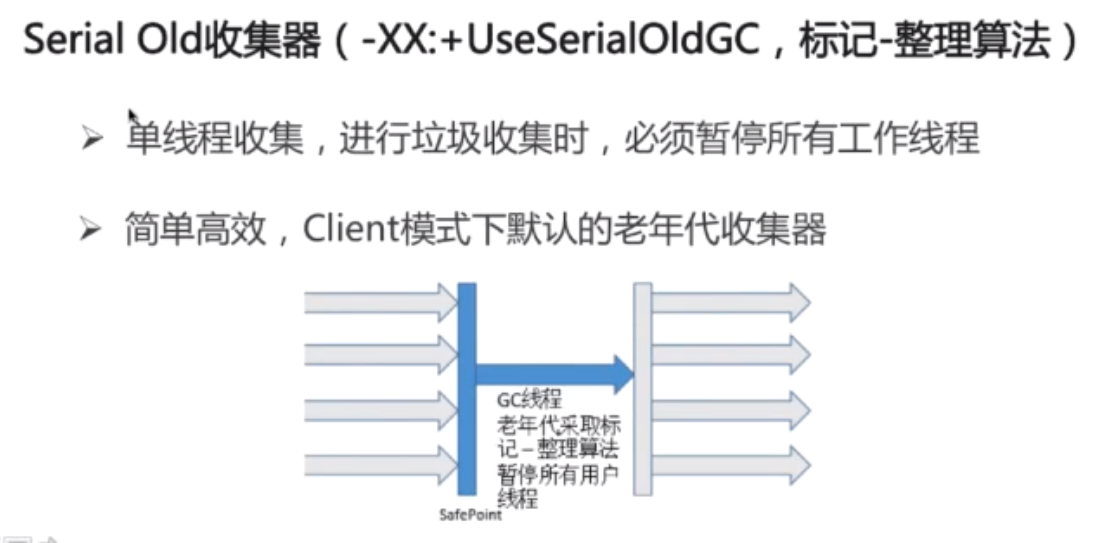 Serial Old收集器（-XX:+UseSerialOldGC，标记-整理算法）
单线程收集，进行垃圾收集时，必须暂停所有工作线程
简单高效，Client模式下默认的老年代收集器
GC线程
老年代采取标
记–整理算法
暂停所有用户
线程
SafePoint